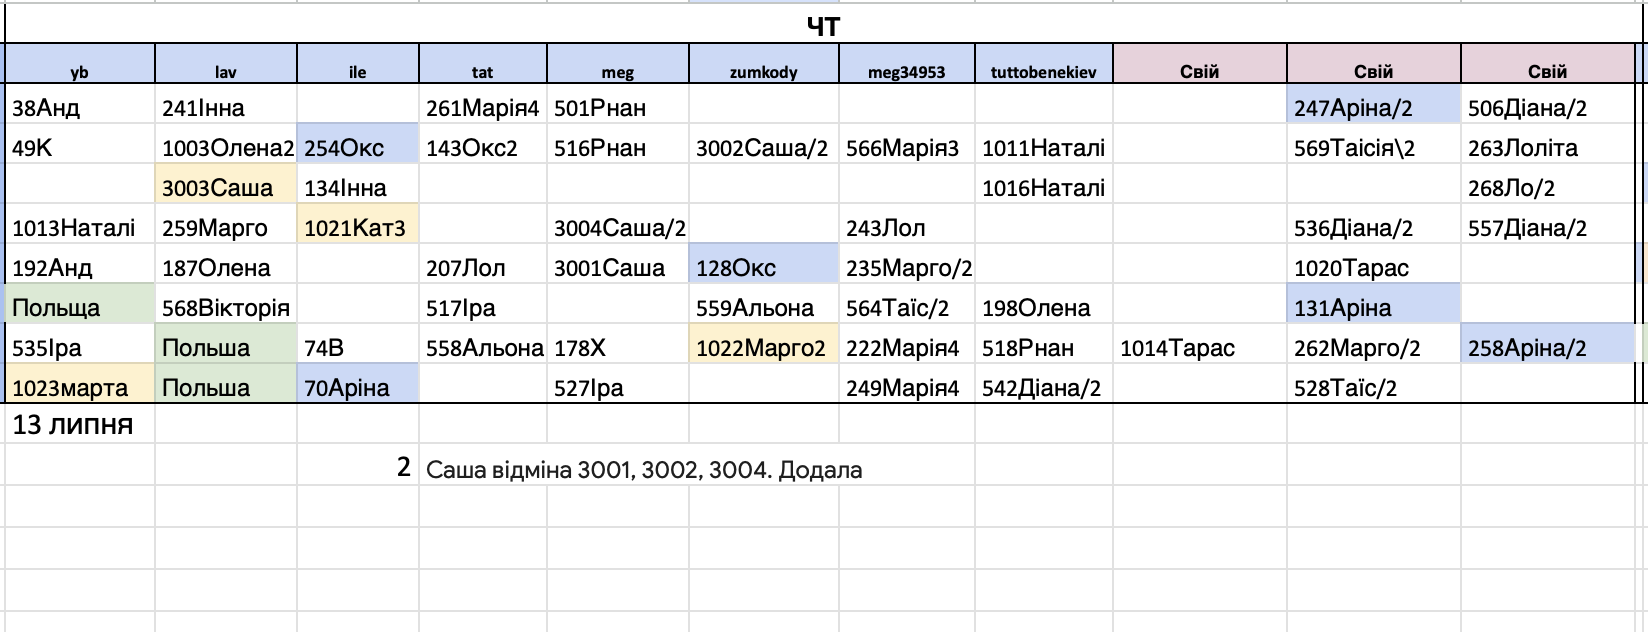 ЧТ
yb lav ile tat meg zumkody meg34953 tuttobenekiev Свій Свій Свій
38Анд 241Інна 261Марія4 501Рнан 247Аріна/2 506Діана/2
49К 1003Олена2 254Окс 143Окс2 516Рнан 3002Саша/2 566Марія3 1011Наталі 569Таісія\2 263Лоліта
3003Саша 134Інна 1016Наталі 268Ло/2
1013Наталі 259Марго 1021Кат3 3004Саша/2 243Лол 536Діана/2 557Діана/2
192Анд 187Олена 207Лол 3001Саша 128Окс 235Марго/2 1020Тарас
Польща 568Вікторія 517Іра 559Альона 564Таїс/2 198Олена 131Аріна
535Іра Польша 74В 558Альона 178Х 1022Марго2 222Марія4 518Рнан 1014Тарас 262Марго/2 258Аріна/2
1023марта Польша 70Аріна 527Іра 249Марія4 542Діана/2 528Таїс/2
13 липня
2 Саша відміна 3001, 3002, 3004. Додала